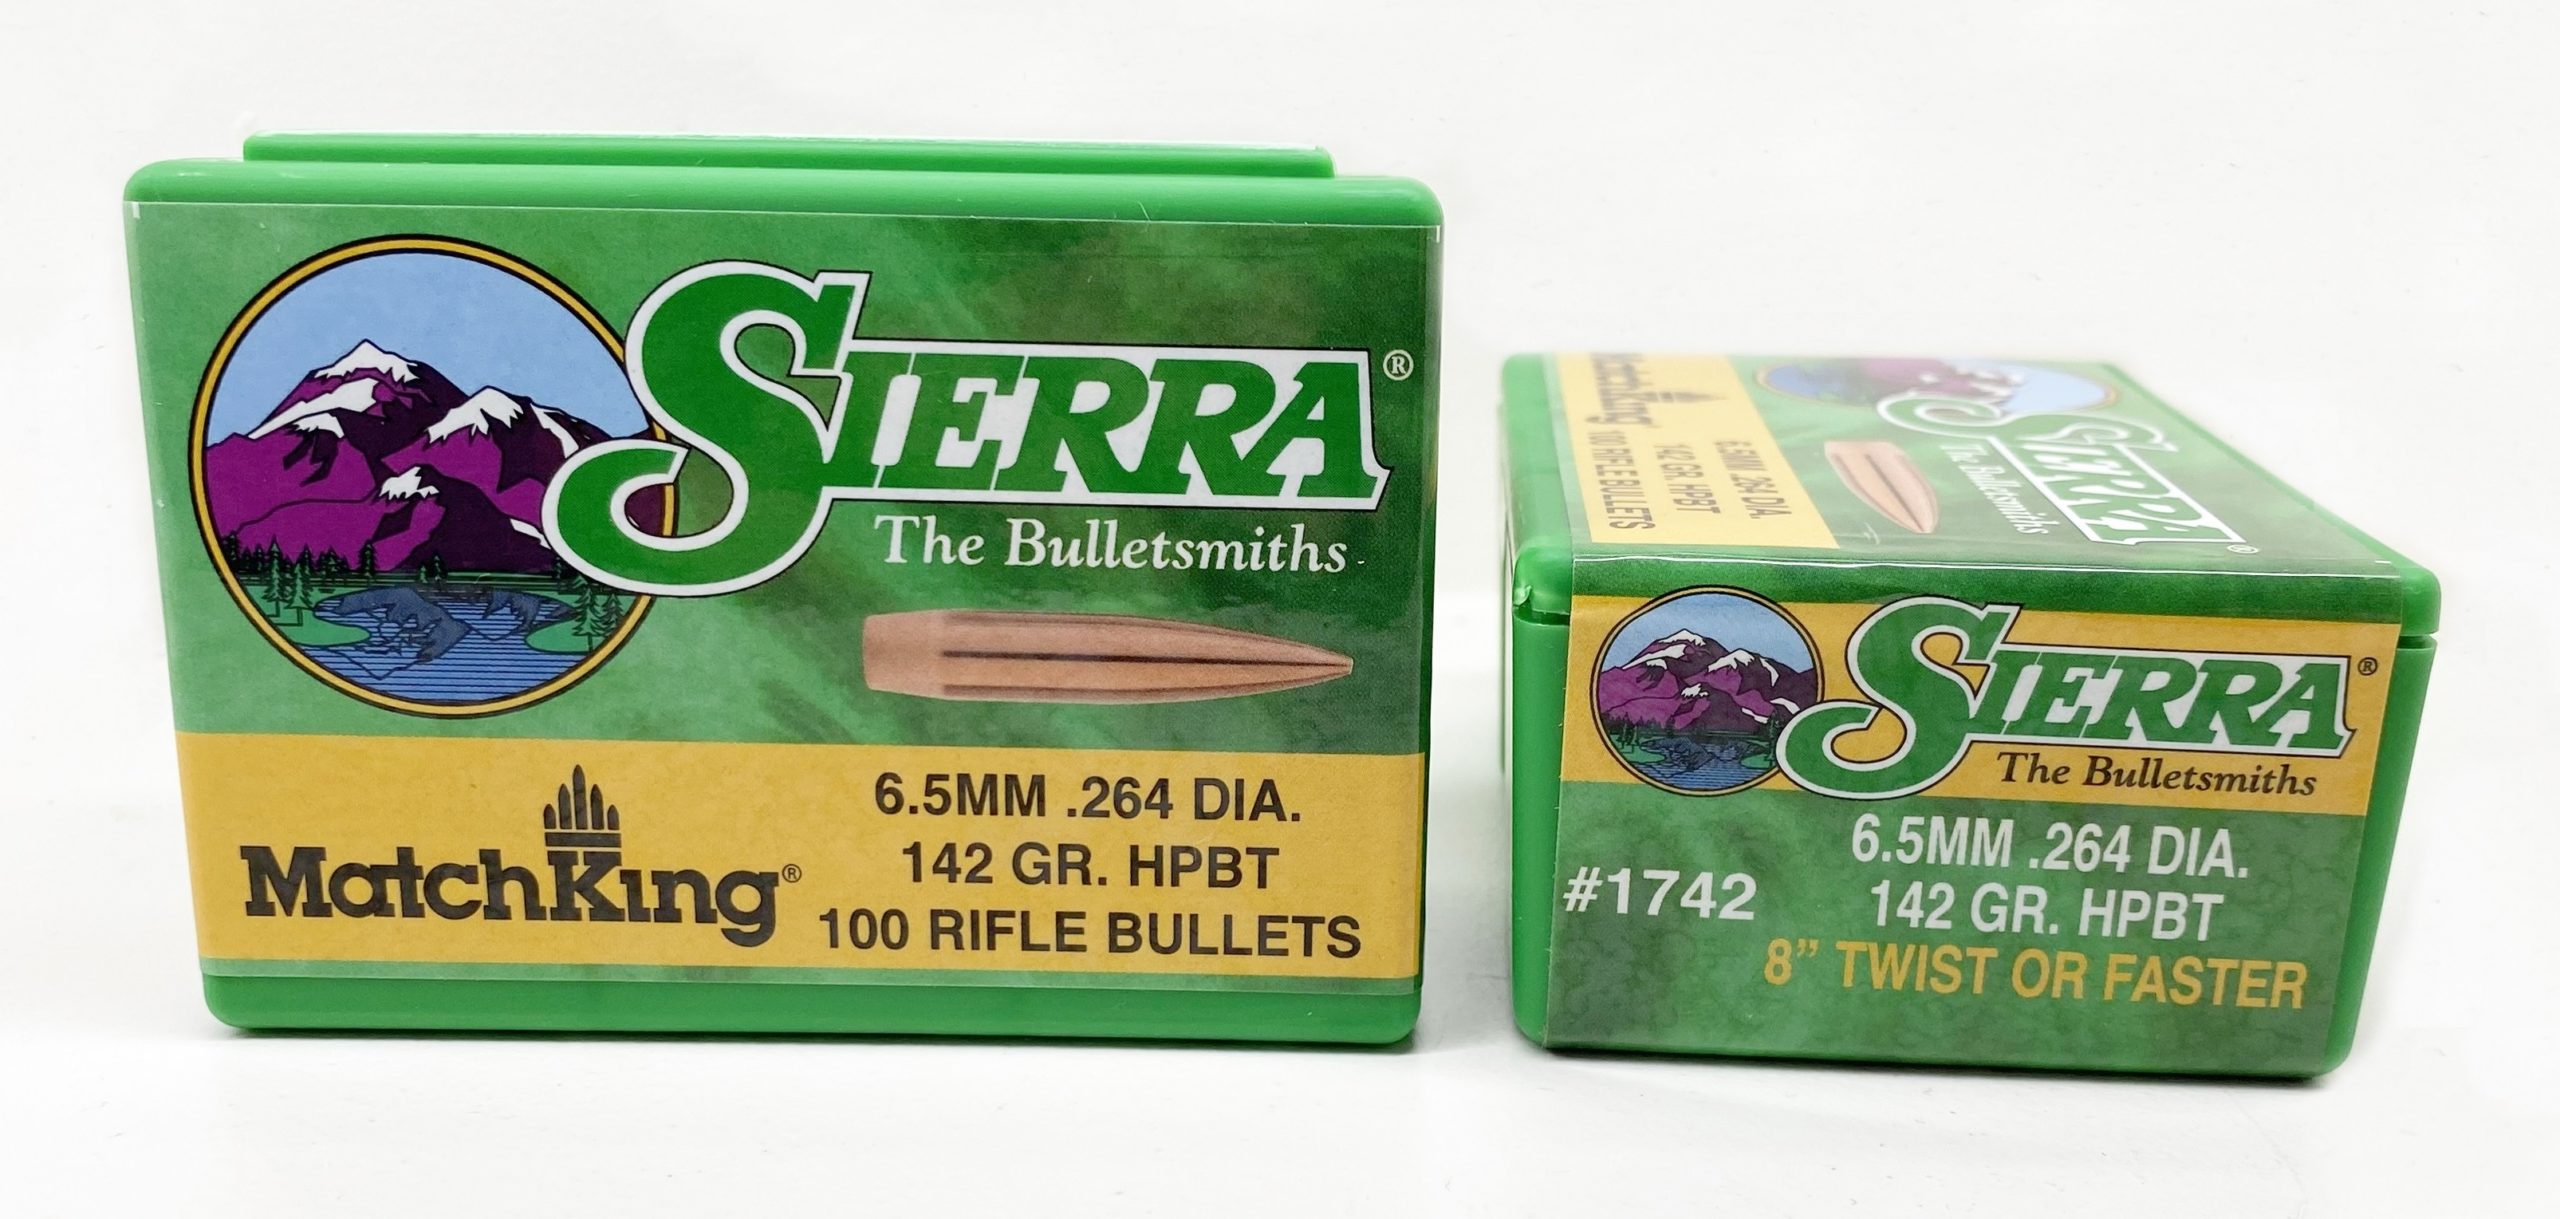 SIERRA®
The Bulletsmiths
MatchKing®
6.5MM .264 DIA.
142 GR. HPBT
100 RIFLE BULLETS
MatchKing
100 RIFLE BULLETS
142 GR. HPBT
6.5MM .264 DIA.
SIERRA®
The Bulletsmiths
SIERRA®
The Bulletsmiths
#1742
6.5MM .264 DIA.
142 GR. HPBT
8” TWIST OR FASTER